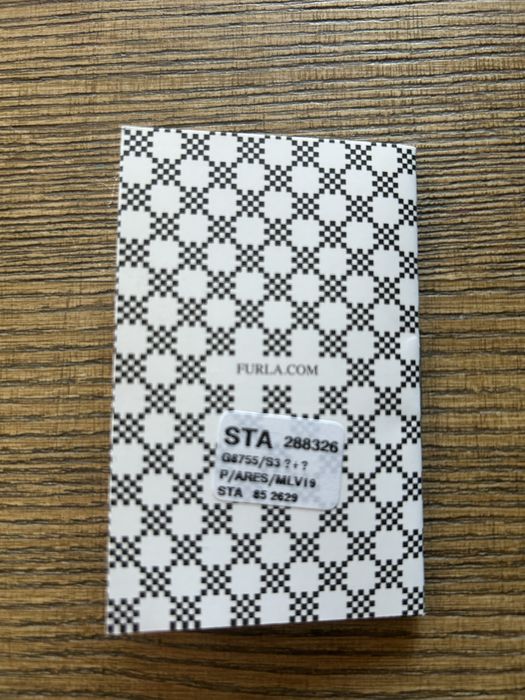 FURLA.COM
STA 288326
G8755/S3 ?+?
P/ARES/MLV19
STA 85 2629